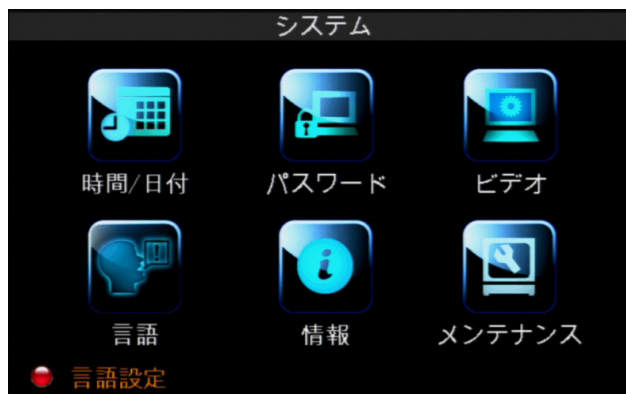 システム
時間/日付 パスワード ビデオ
言語 情報 メンテナンス
言語設定